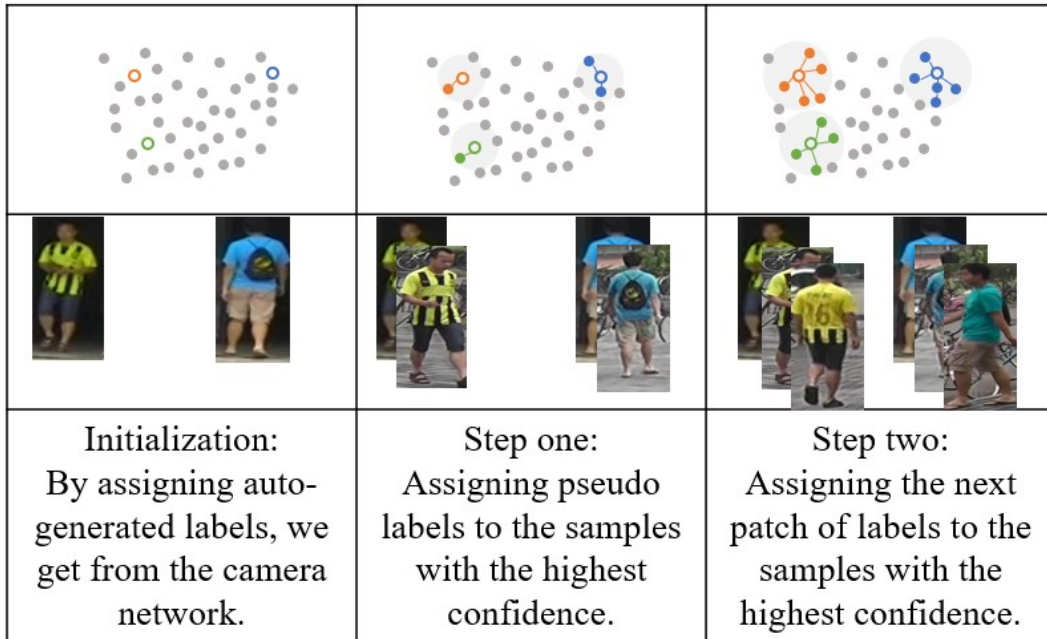 Initialization:
By assigning auto-
generated labels, we
get from the camera
network.
Step one:
Assigning pseudo
labels to the samples
with the highest
confidence.
Step two:
Assigning the next
patch of labels to the
samples with the
highest confidence.